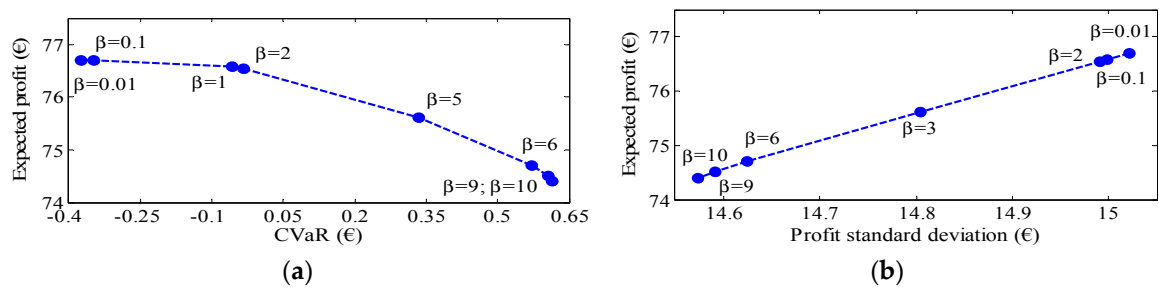 Expected profit (€)
77
76
75
74
β=0.1
β=0.01
β=1
β=2
β=5
β=6
β=9; β=10
-0.4
-0.25
-0.1
0.05
0.2
0.35
0.5
0.65
CVaR (€)
(a)
Expected profit (€)
77
76
75
74
β=0.01
β=2
β=0.1
β=3
β=6
β=10
β=9
14.6
14.7
14.8
14.9
15
Profit standard deviation (€)
(b)